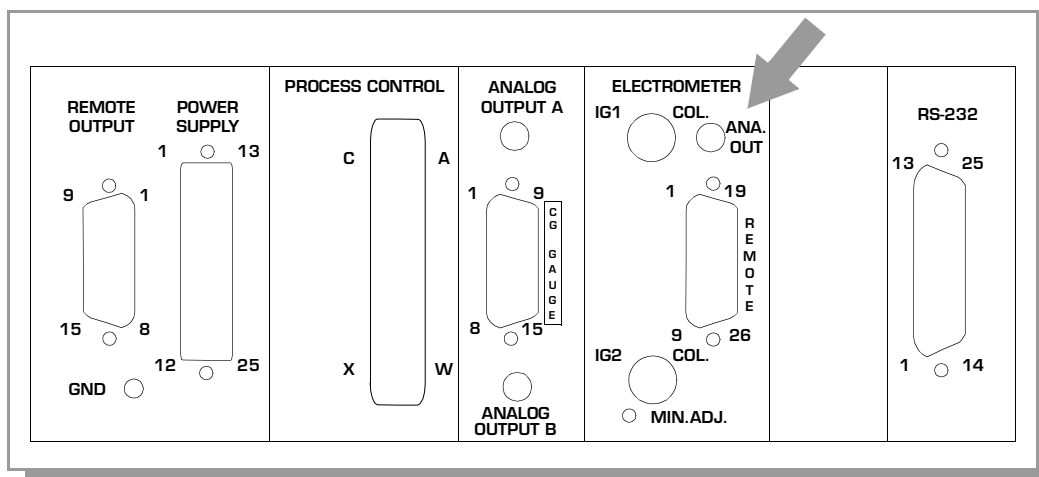 REMOTE
OUTPUT
9 1
15 8
GND
POWER
SUPPLY
1 13
12 25
PROCESS CONTROL
C A
X W
ANALOG
OUTPUT A
1 9
CG GAUGE
8 15
ANALOG
OUTPUT B
ELECTROMETER
IG1 COL.
ANA.
OUT
1 19
REMOTE
9 26
IG2 COL.
MIN.ADJ.
RS-232
13 25
1 14